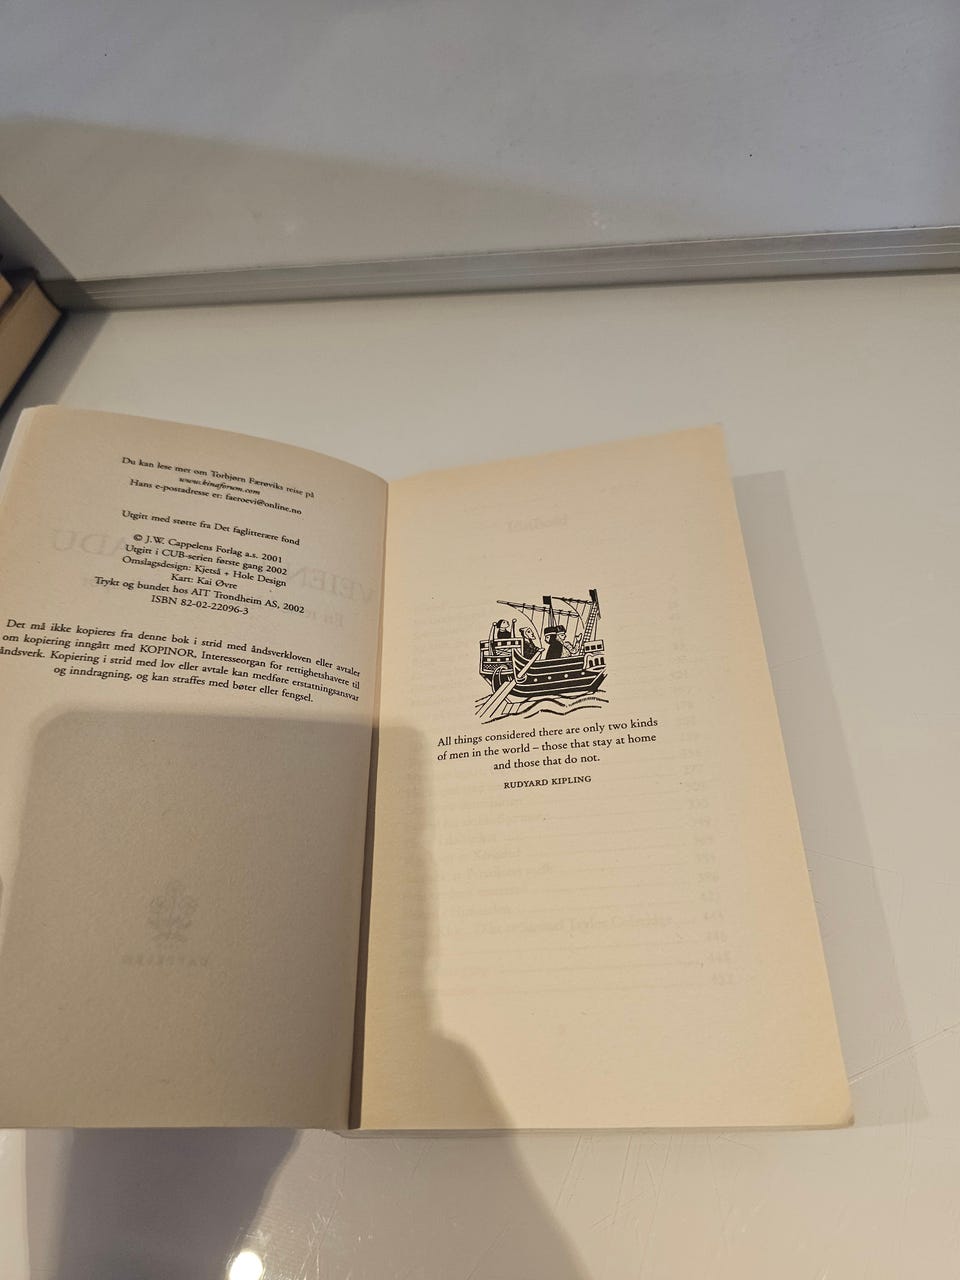 Du kan lese mer om Torbjørn Færøviks reise på
www.kinaforum.com
Hans e-postadresse er: faeroevi@online.no
Utgitt med støtte fra Det faglitterære fond
© J.W. Cappelens Forlag a.s. 2001
Utgitt i CUB-serien første gang 2002
Omslagsdesign: Kjetså + Hole Design
Kart: Kai Øvre
Trykt og bundet hos AIT Trondheim AS, 2002
ISBN 82-02-22096-3
Det må ikke kopieres fra denne bok i strid med åndsverkloven eller avtaler
om kopiering inngått med KOPINOR, Interesseorgan for rettighetshavere til
åndsverk. Kopiering i strid med lov eller avtale kan medføre erstatningsansvar
og inndragning, og kan straffes med bøter eller fengsel.
All things considered there are only two kinds
of men in the world – those that stay at home
and those that do not.
RUDYARD KIPLING